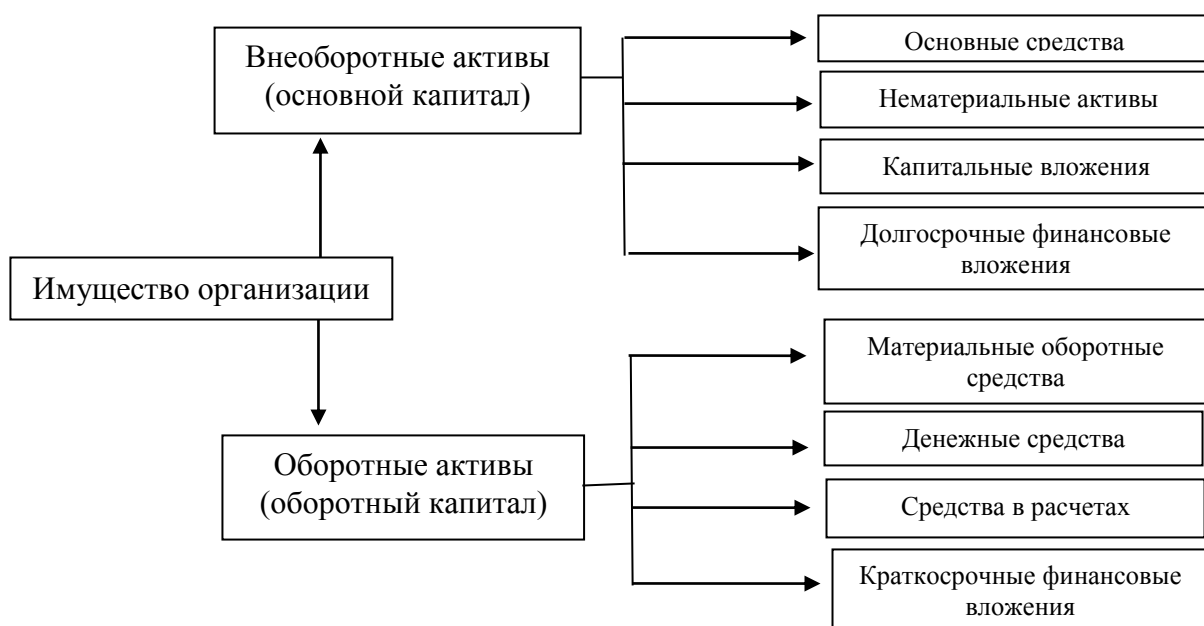 Внеоборотные активы
(основной капитал)
Основные средства
Нематериальные активы
Капитальные вложения
Долгосрочные финансовые
вложения
Имущество организации
Материальные оборотные
средства
Денежные средства
Оборотные активы
(оборотный капитал)
Средства в расчетах
Краткосрочные финансовые
вложения